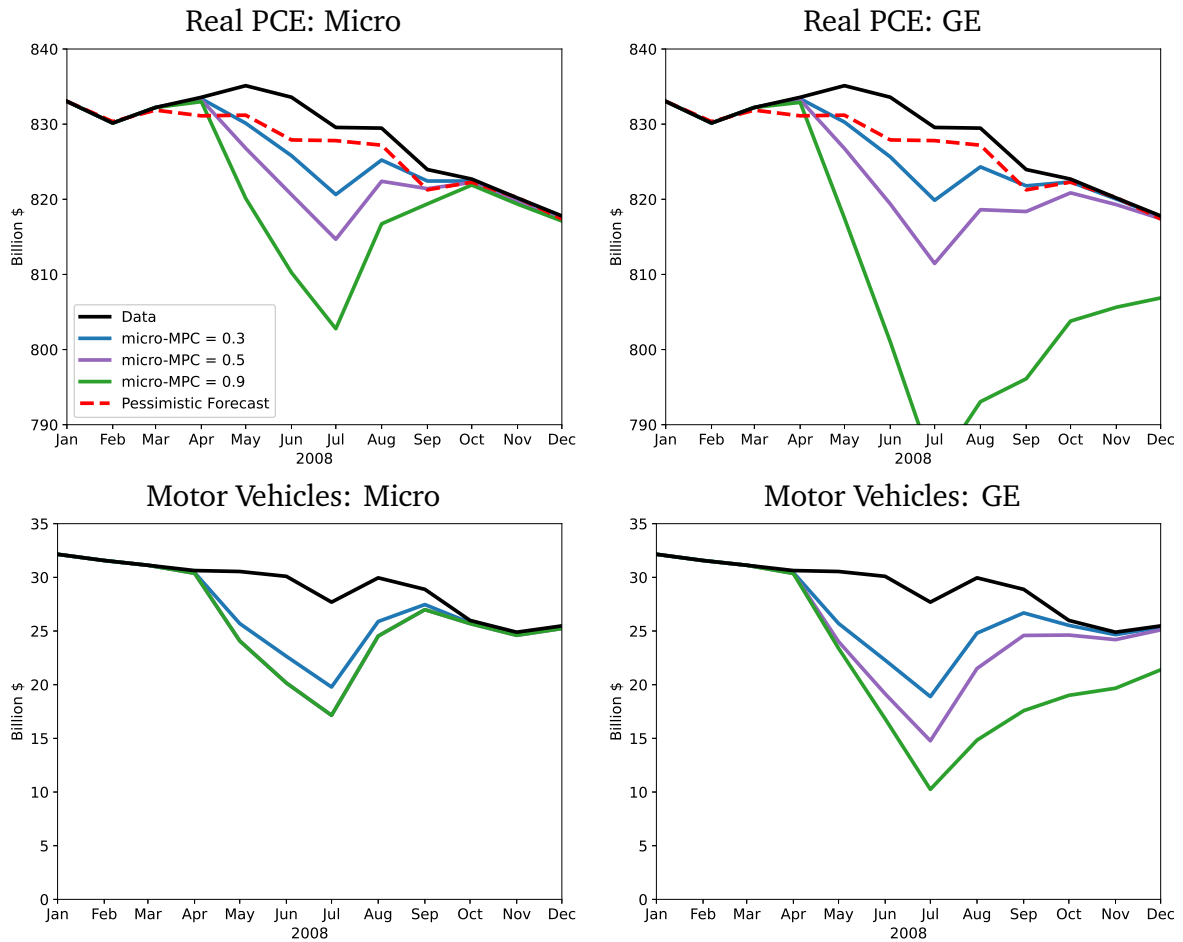 Real PCE: Micro
840
830
820
810
800
790
Billion $
Data
micro-MPC = 0.3
micro-MPC = 0.5
micro-MPC = 0.9
Pessimistic Forecast
Jan Feb Mar Apr May Jun Jul Aug Sep Oct Nov Dec
2008
Real PCE: GE
840
830
820
810
800
790
Billion $
Jan Feb Mar Apr May Jun Jul Aug Sep Oct Nov Dec
2008
Motor Vehicles: Micro
35
30
25
20
15
10
5
0
Billion $
Jan Feb Mar Apr May Jun Jul Aug Sep Oct Nov Dec
2008
Motor Vehicles: GE
35
30
25
20
15
10
5
0
Billion $
Jan Feb Mar Apr May Jun Jul Aug Sep Oct Nov Dec
2008